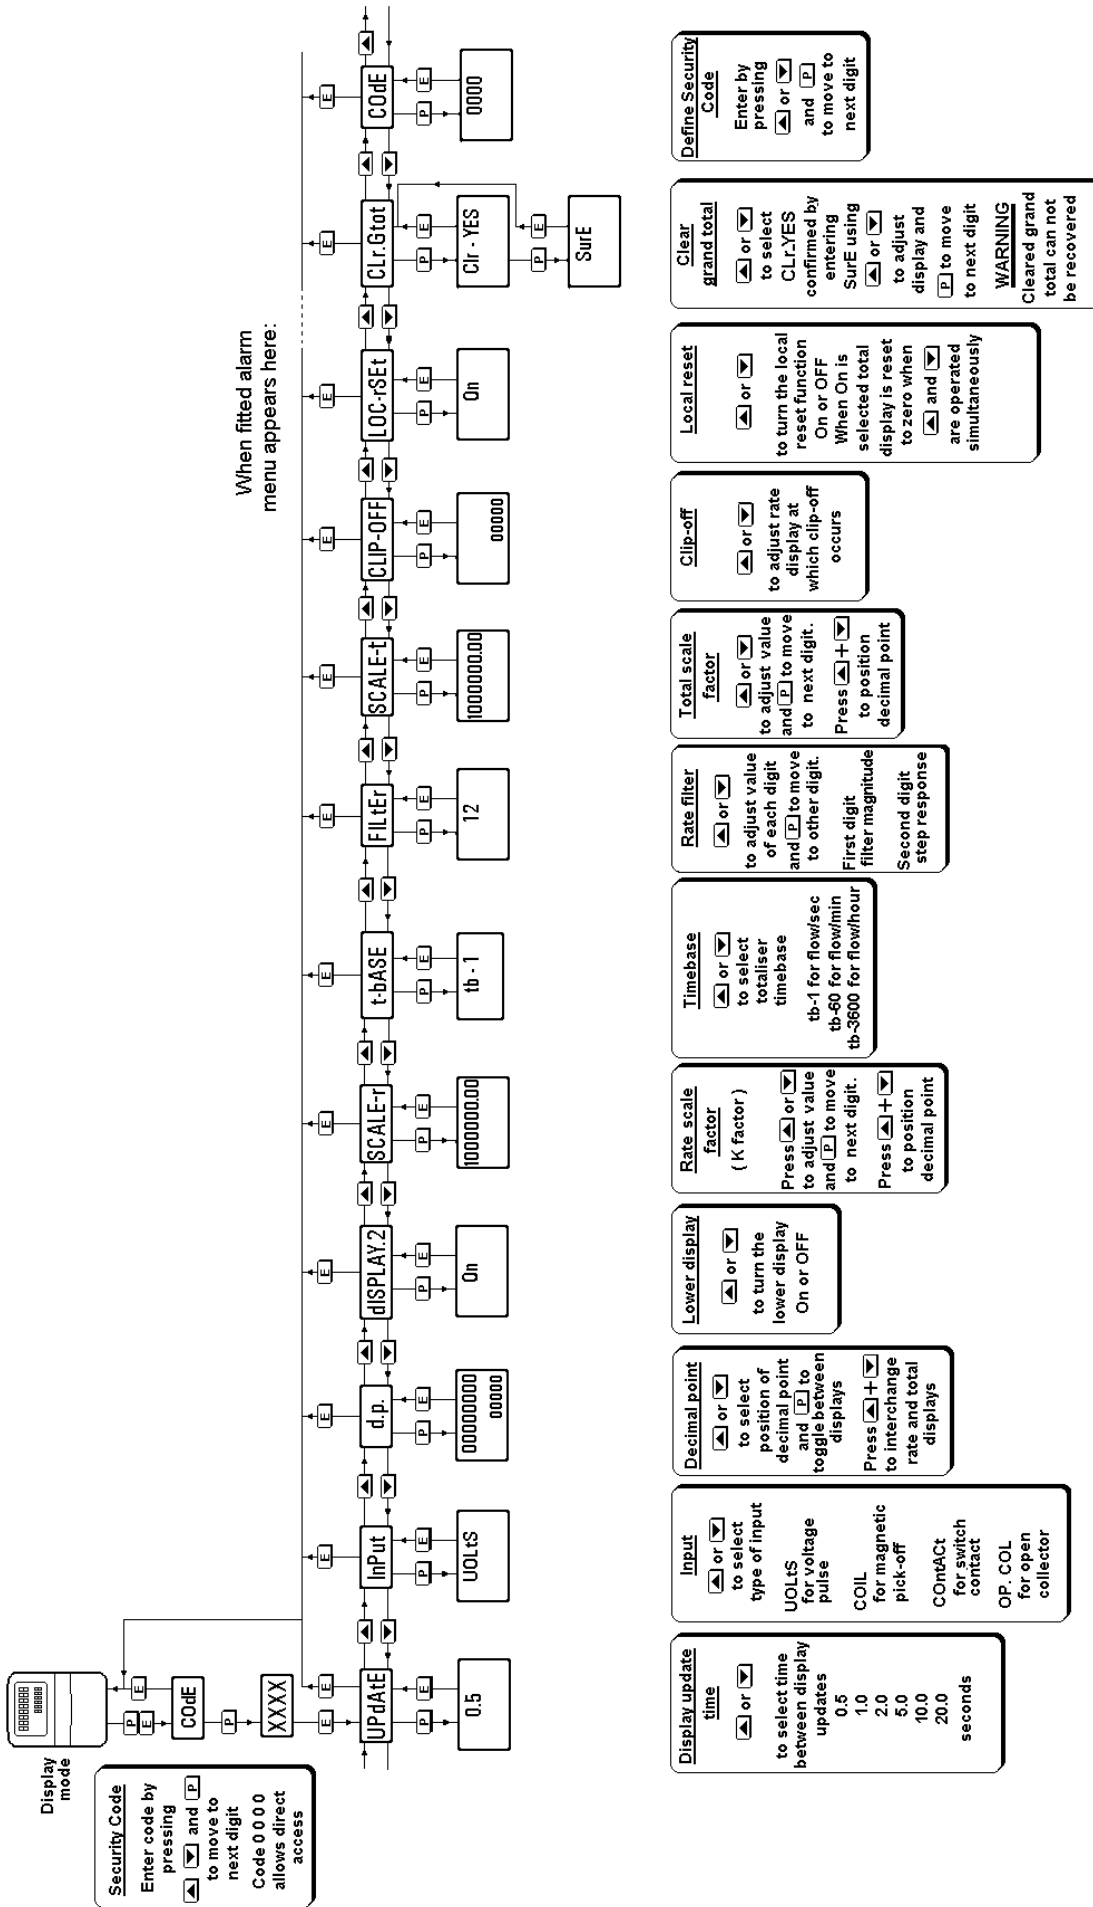 Display
mode
Security Code
Enter code by
pressing
▲ ▼ and P
to move to
next digit
Code 0 0 0 0
allows direct
access
P E
E
COdE
P
XXXX
E
E
When fitted alarm
menu appears here:
UPdAtE
P E
0.5
E
InPut
P E
UOLtS
E
d.p.
P E
00000000
00000
E
dISPLAY.2
P E
On
E
SCALE-r
P E
1000000.00
E
t-bASE
P E
tb - 1
E
FILtEr
P E
12
E
SCALE-t
P E
1000000.00
E
CLIP-OFF
P E
00000
E
LOC-rSEt
P E
On
E
CLr.Gtot
P E
Clr - YES
P E
SurE
E
COdE
P E
0000
Display update
time
▲ or ▼
to select time
between display
updates
0.5
1.0
2.0
5.0
10.0
20.0
seconds
Input
▲ or ▼
to select
type of input
UOLtS
for voltage
pulse
COIL
for magnetic
pick-off
COntACt
for switch
contact
OP. COL
for open
collector
Decimal point
▲ or ▼
to select
position of
decimal point
and P to
toggle between
displays
Press ▲ + ▼
to interchange
rate and total
displays
Lower display
▲ or ▼
to turn the
lower display
On or OFF
Rate scale
factor
( K factor )
Press ▲ or ▼
to adjust value
and P to move
to next digit.
Press ▲ + ▼
to position
decimal point
Timebase
▲ or ▼
to select
totaliser
timebase
tb-1 for flow/sec
tb-60 for flow/min
tb-3600 for flow/hour
Rate filter
▲ or ▼
to adjust value
of each digit
and P to move
to other digit.
First digit
filter magnitude
Second digit
step response
Total scale
factor
▲ or ▼
to adjust value
and P to move
to next digit.
Press ▲ + ▼
to position
decimal point
Clip-off
▲ or ▼
to adjust rate
display at
which clip-off
occurs
Local reset
▲ or ▼
to turn the local
reset function
On or OFF
When On is
selected total
display is reset
to zero when
▲ and ▼
are operated
simultaneously
Clear
grand total
▲ or ▼
to select
CLr_YES
confirmed by
entering
SurE using
▲ or ▼
to adjust
display and
P to move
to next digit
WARNING
Cleared grand
total can not
be recovered
Define Security
Code
Enter by
pressing
▲ or ▼
and P
to move to
next digit